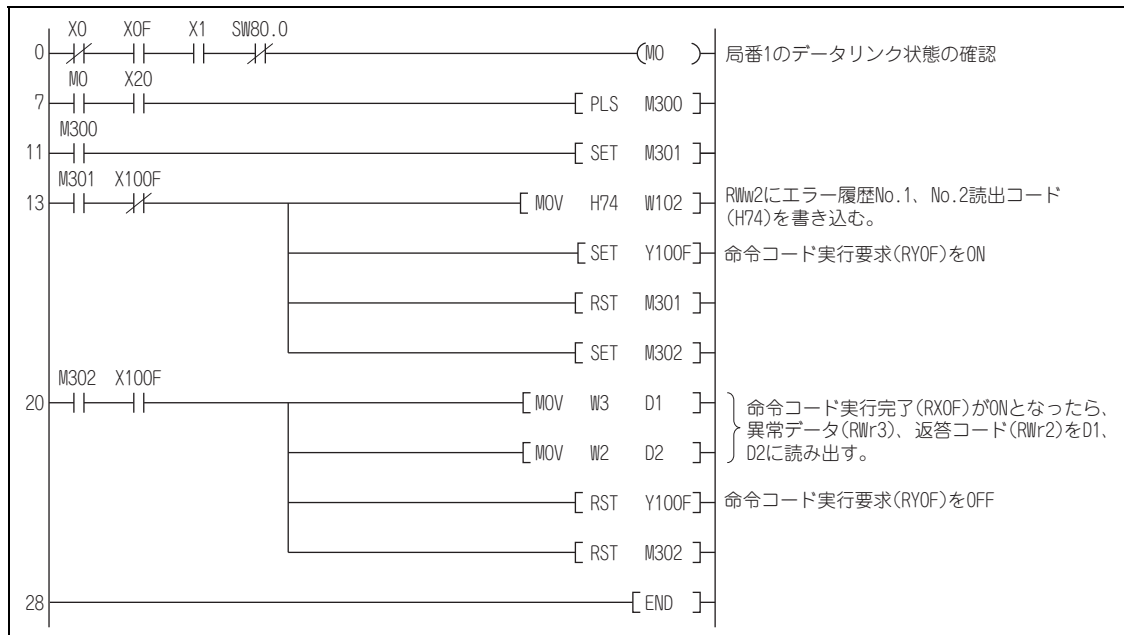 X0 X0F X1 SW80.0
0 (M0 ) 局番1のデータリンク状態の確認
M0 X20
7 [ PLS M300 ]
M300
11 [ SET M301 ]
M301 X100F
13 [ MOV H74 W102 ] RWw2にエラー履歴No.1、No.2読出コード
(H74)を書き込む。
[ SET Y100F] 命令コード実行要求(RY0F)をON
[ RST M301 ]
[ SET M302 ]
M302 X100F
20 [ MOV W3 D1 ] 命令コード実行完了(RX0F)がONとなったら、
異常データ(RWr3)、返答コード(RWr2)をD1、
[ MOV W2 D2 ] D2に読み出す。
[ RST Y100F] 命令コード実行要求(RY0F)をOFF
[ RST M302 ]
28 [ END ]